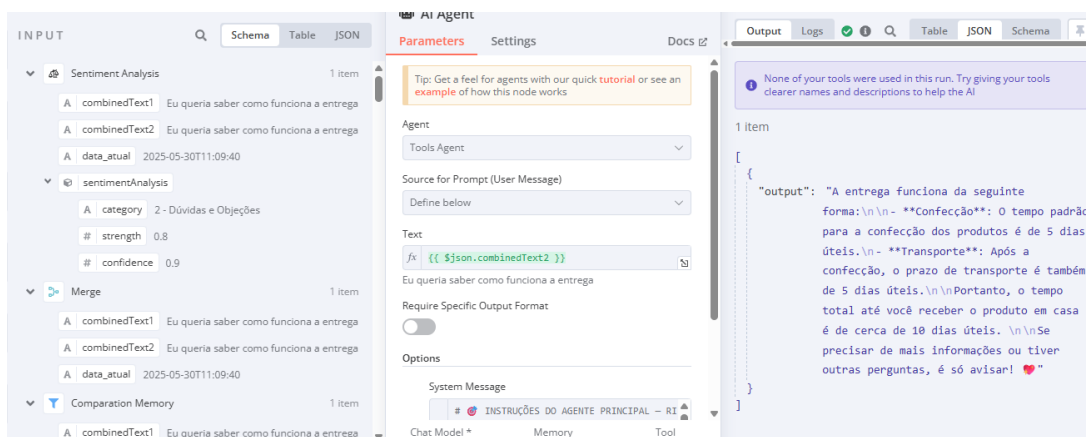 INPUT
Schema Table JSON
Sentiment Analysis 1 item
A combinedText1 Eu queria saber como funciona a entrega
A combinedText2 Eu queria saber como funciona a entrega
A data_atual 2025-05-30T11:09:40
sentimentAnalysis
A category 2 - Dúvidas e Objeções
# strength 0.8
# confidence 0.9
Merge 1 item
A combinedText1 Eu queria saber como funciona a entrega
A combinedText2 Eu queria saber como funciona a entrega
A data_atual 2025-05-30T11:09:40
Comparation Memory 1 item
A combinedText1 Eu queria saber como funciona a entrega
AI Agent
Parameters Settings Docs
Tip: Get a feel for agents with our quick tutorial or see an
example of how this node works
Agent
Tools Agent
Source for Prompt (User Message)
Define below
Text
fx {{ $json.combinedText2 }}
Eu queria saber como funciona a entrega
Require Specific Output Format
Options
System Message
# 🎯 INSTRUÇÕES DO AGENTE PRINCIPAL — RI
Chat Model * Memory Tool
Output Logs Table JSON Schema
None of your tools were used in this run. Try giving your tools
clearer names and descriptions to help the AI
1 item
[
{
"output": "A entrega funciona da seguinte
forma:\n\n- **Confecção**: O tempo padrão
para a confecção dos produtos é de 5 dias
úteis.\n- **Transporte**: Após a
confecção, o prazo de transporte é também
de 5 dias úteis.\n\nPortanto, o tempo
total até você receber o produto em casa
é de cerca de 10 dias úteis. \n\nSe
precisar de mais informações ou tiver
outras perguntas, é só avisar! 💖"
}
]